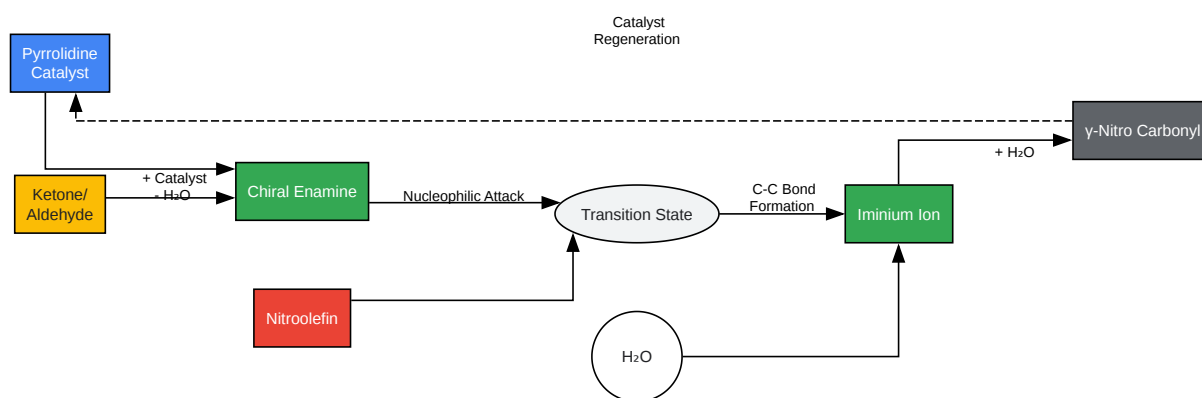 Catalyst
Regeneration
Pyrrolidine
Catalyst
γ-Nitro Carbonyl
+ H₂O
+ Catalyst
- H₂O
Ketone/
Aldehyde
Chiral Enamine
Nucleophilic Attack
Transition State
C-C Bond
Formation
Iminium Ion
Nitroolefin
H₂O